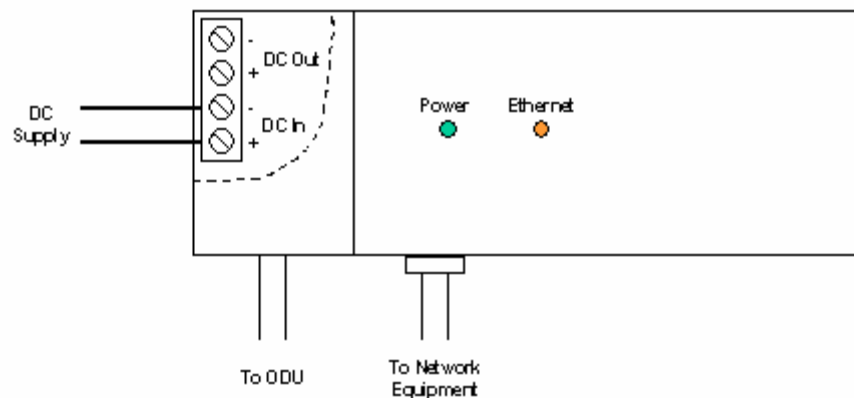 -
DC Out
+
DC
Supply
-
DC In
+
Power
Ethernet
To ODU
To Network
Equipment